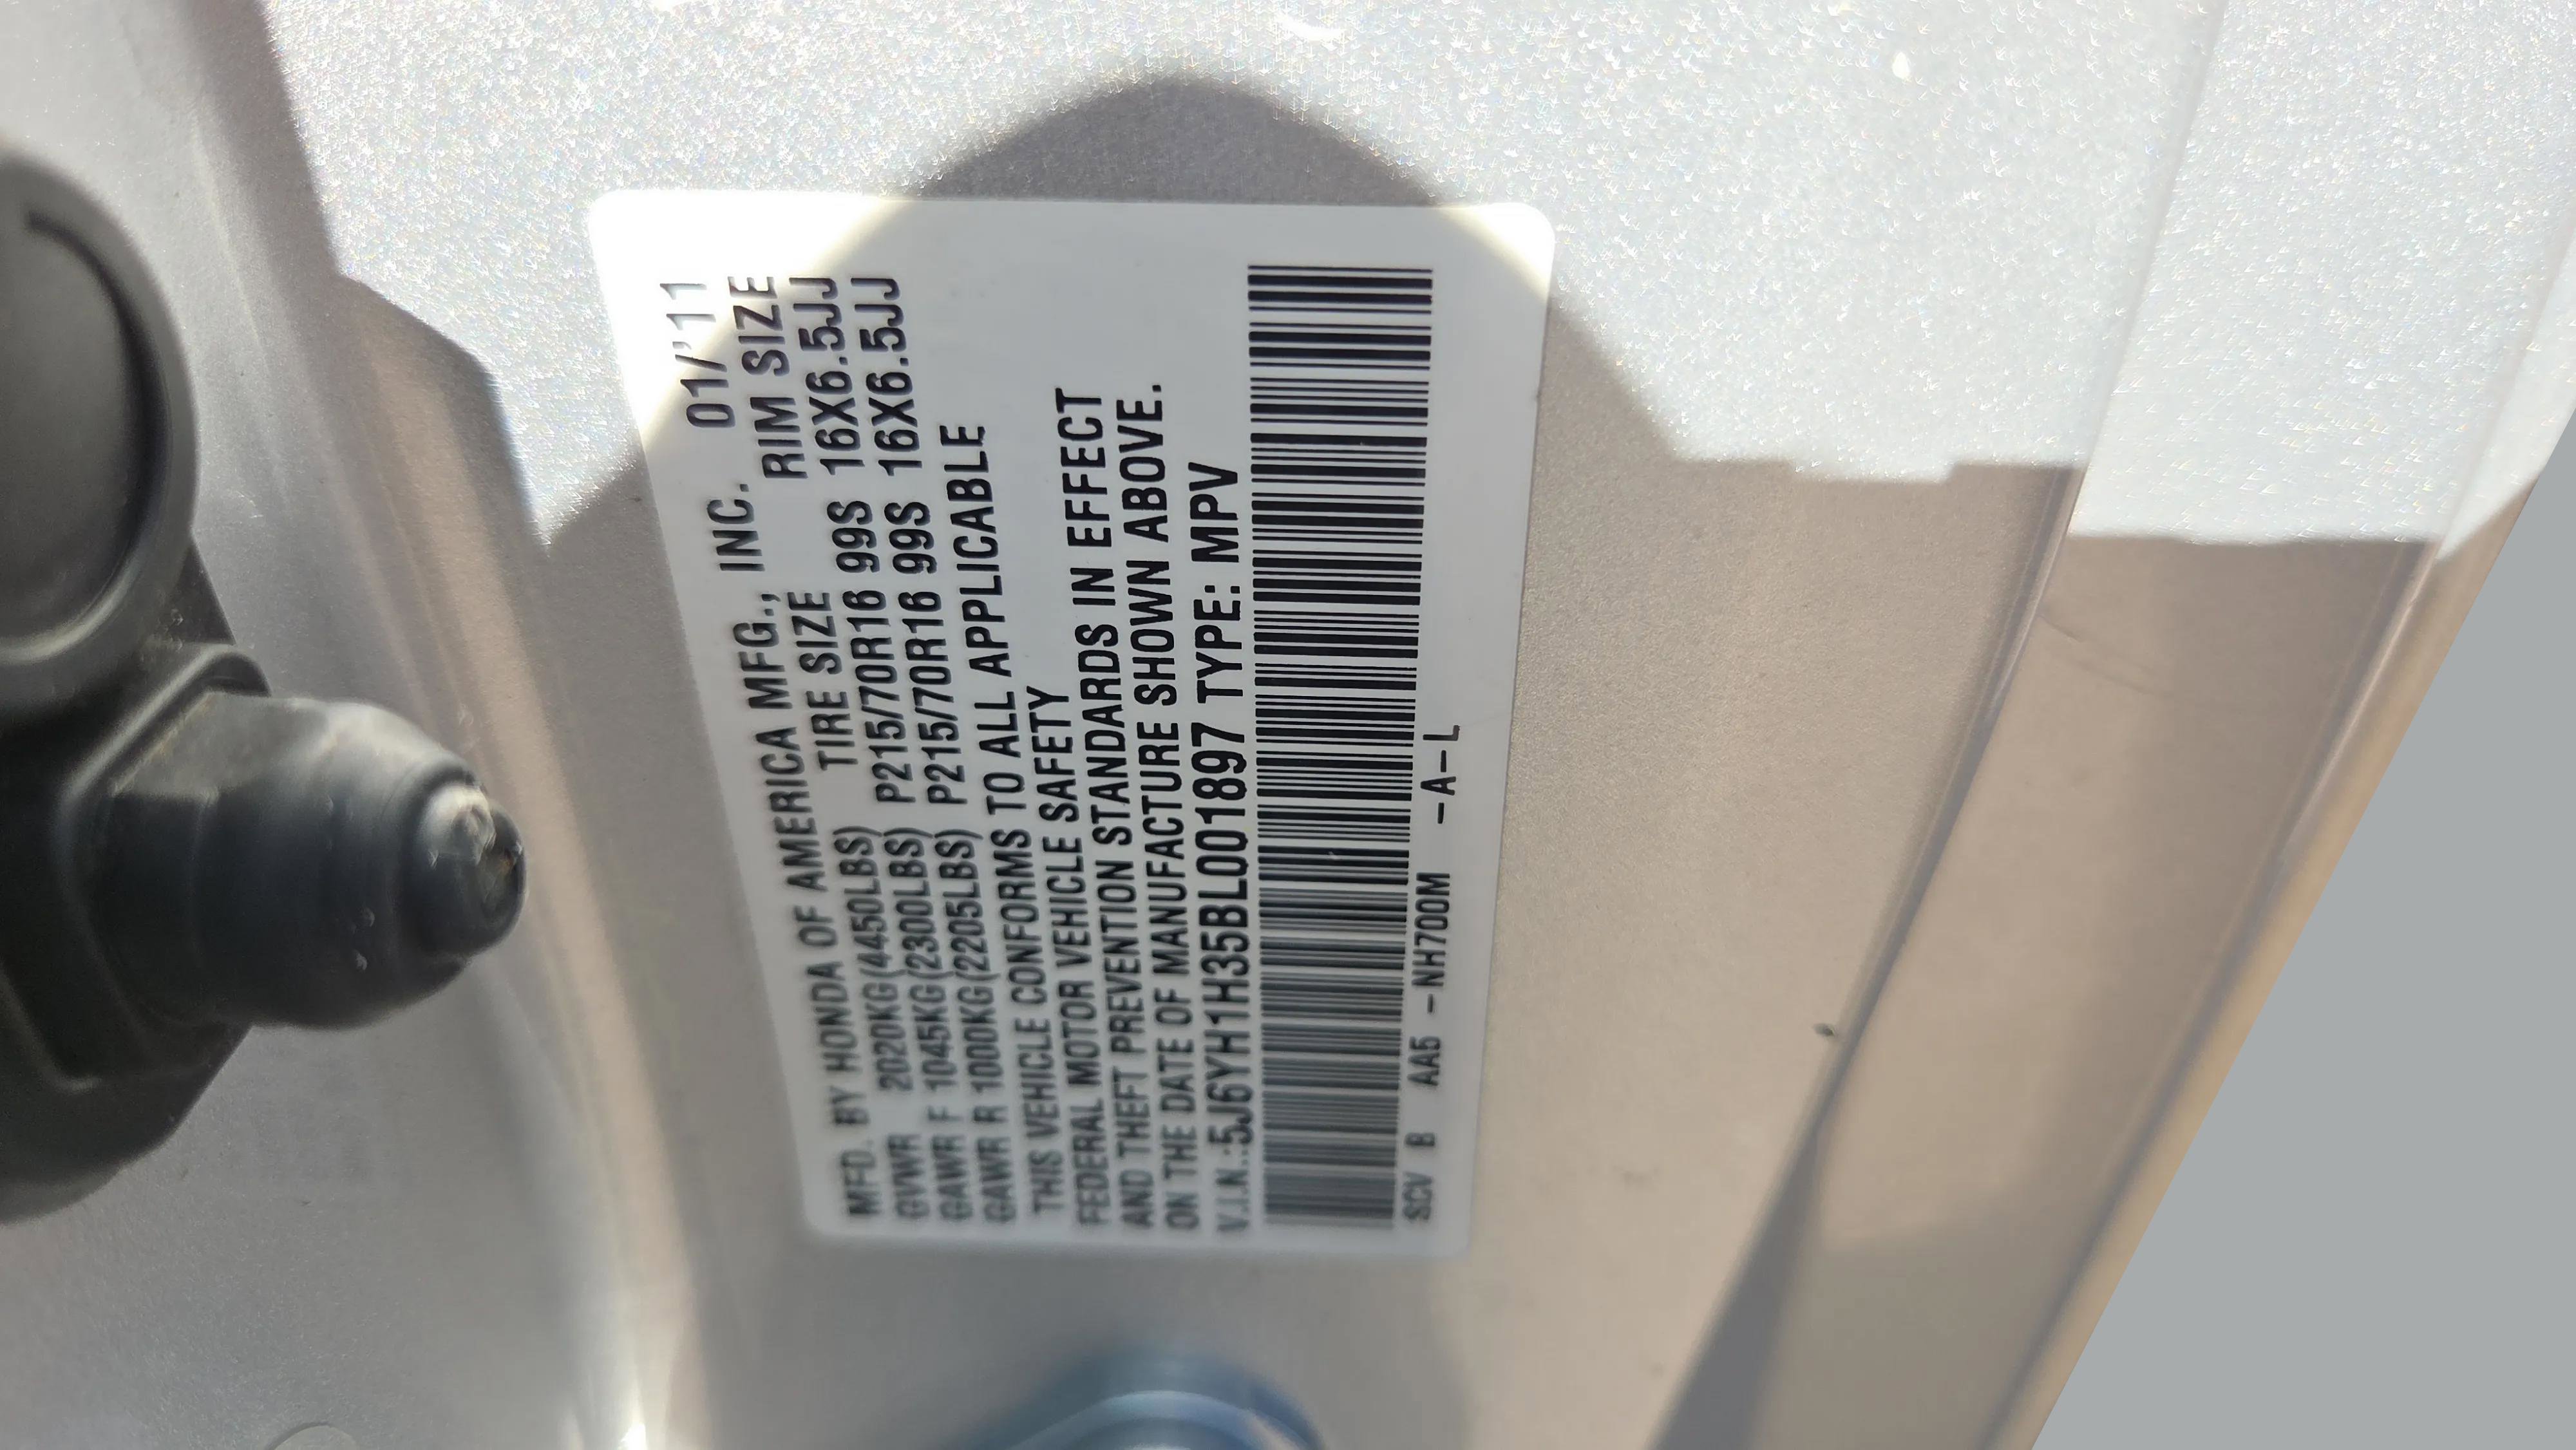 MFD. BY HONDA OF AMERICA MFG., INC. 01/'11
GVWR 2020KG(4450LBS) TIRE SIZE RIM SIZE
GAWR F 1045KG(2300LBS) P215/70R16 99S 16X6.5JJ
GAWR R 1000KG(2205LBS) P215/70R16 99S 16X6.5JJ
THIS VEHICLE CONFORMS TO ALL APPLICABLE
FEDERAL MOTOR VEHICLE SAFETY
AND THEFT PREVENTION STANDARDS IN EFFECT
ON THE DATE OF MANUFACTURE SHOWN ABOVE.
V.I.N.:5J6YH1H35BL001897 TYPE: MPV
SCV B AA5 -NH700M -A-L